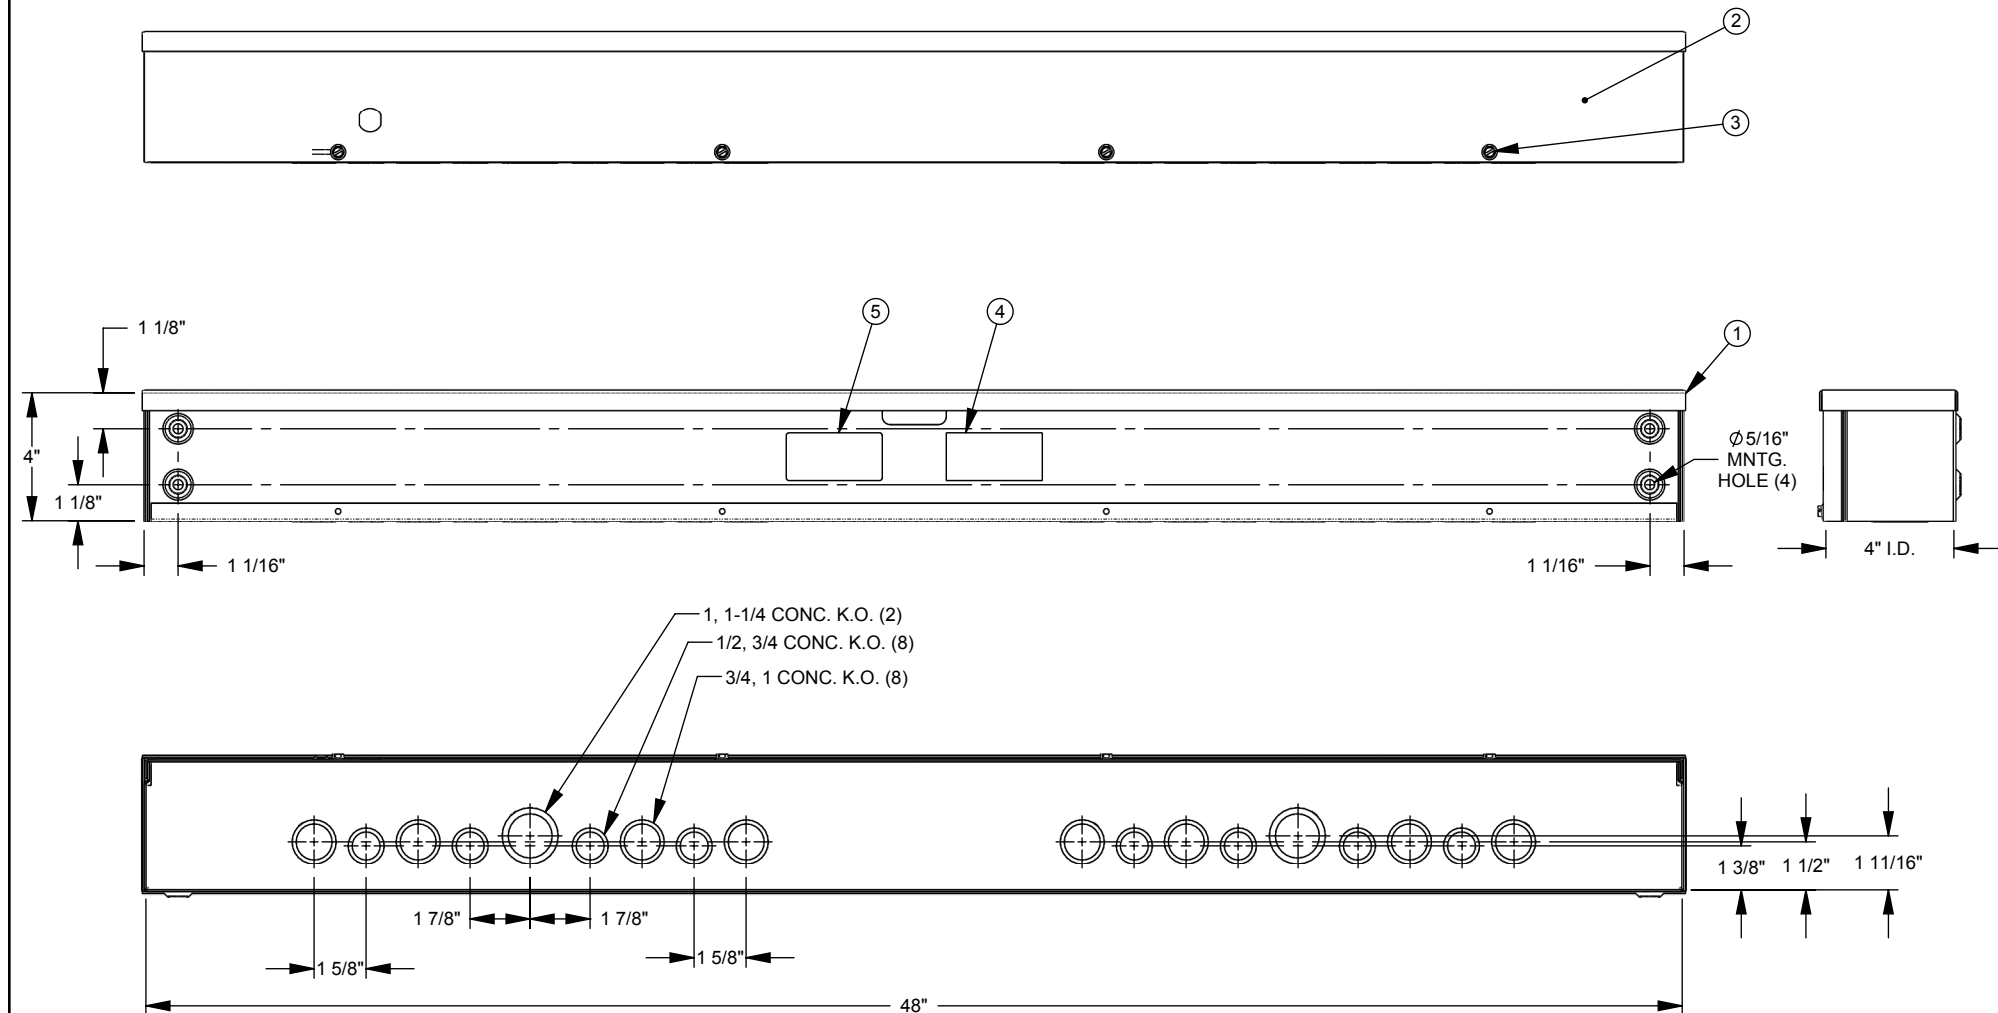 2
3
1 1/8"
5
4
1
4"
1 1/8"
Ø 5/16"
MNTG.
HOLE (4)
4" I.D.
1 1/16"
1 1/16"
1, 1-1/4 CONC. K.O. (2)
1/2, 3/4 CONC. K.O. (8)
3/4, 1 CONC. K.O. (8)
1 3/8"
1 1/2"
1 11/16"
1 7/8"
1 7/8"
1 5/8"
1 5/8"
48"